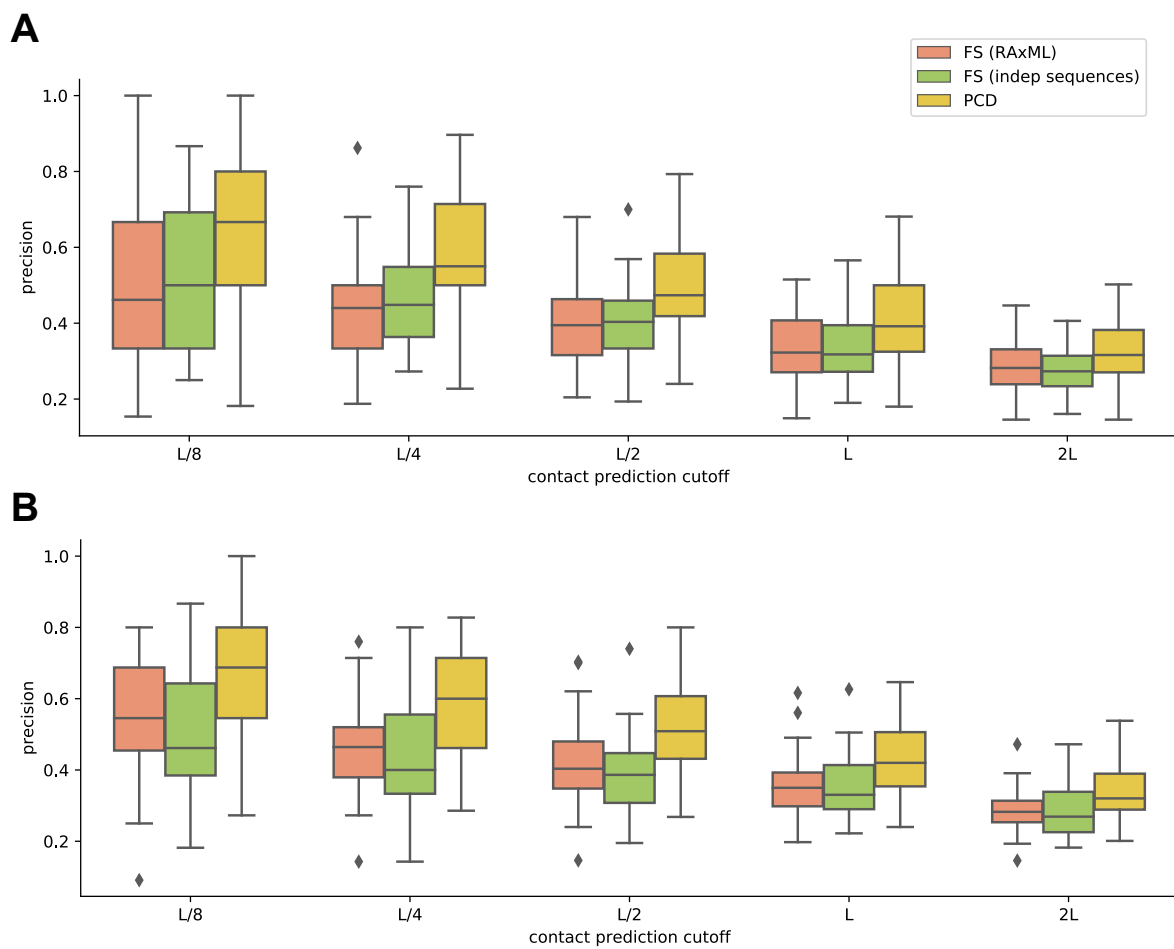 A
FS (RAxML)
FS (indep sequences)
PCD
1.0
0.8
0.6
0.4
0.2
precision
L/8 L/4 L/2 L 2L
contact prediction cutoff
B
1.0
0.8
0.6
0.4
0.2
precision
L/8 L/4 L/2 L 2L
contact prediction cutoff